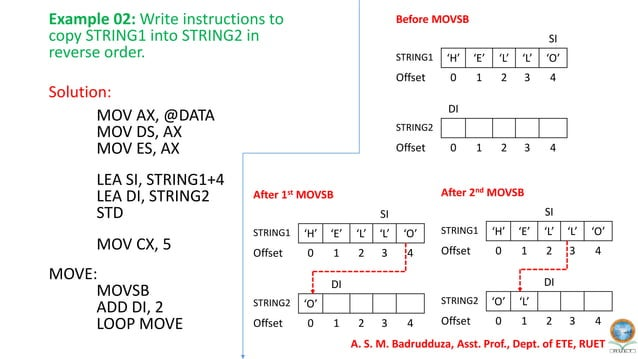 Example 02: Write instructions to
copy STRING1 into STRING2 in
reverse order.
Solution:
MOV AX, @DATA
MOV DS, AX
MOV ES, AX
LEA SI, STRING1+4
LEA DI, STRING2
STD
MOV CX, 5
MOVE:
MOVSB
ADD DI, 2
LOOP MOVE
Before MOVSB
SI
STRING1 ‘H’ ‘E’ ‘L’ ‘L’ ‘O’
Offset 0 1 2 3 4
DI
STRING2
Offset 0 1 2 3 4
After 1st MOVSB
SI
STRING1 ‘H’ ‘E’ ‘L’ ‘L’ ‘O’
Offset 0 1 2 3 4
DI
STRING2 ‘O’
Offset 0 1 2 3 4
After 2nd MOVSB
SI
STRING1 ‘H’ ‘E’ ‘L’ ‘L’ ‘O’
Offset 0 1 2 3 4
DI
STRING2 ‘O’ ‘L’
Offset 0 1 2 3 4
A. S. M. Badrudduza, Asst. Prof., Dept. of ETE, RUET